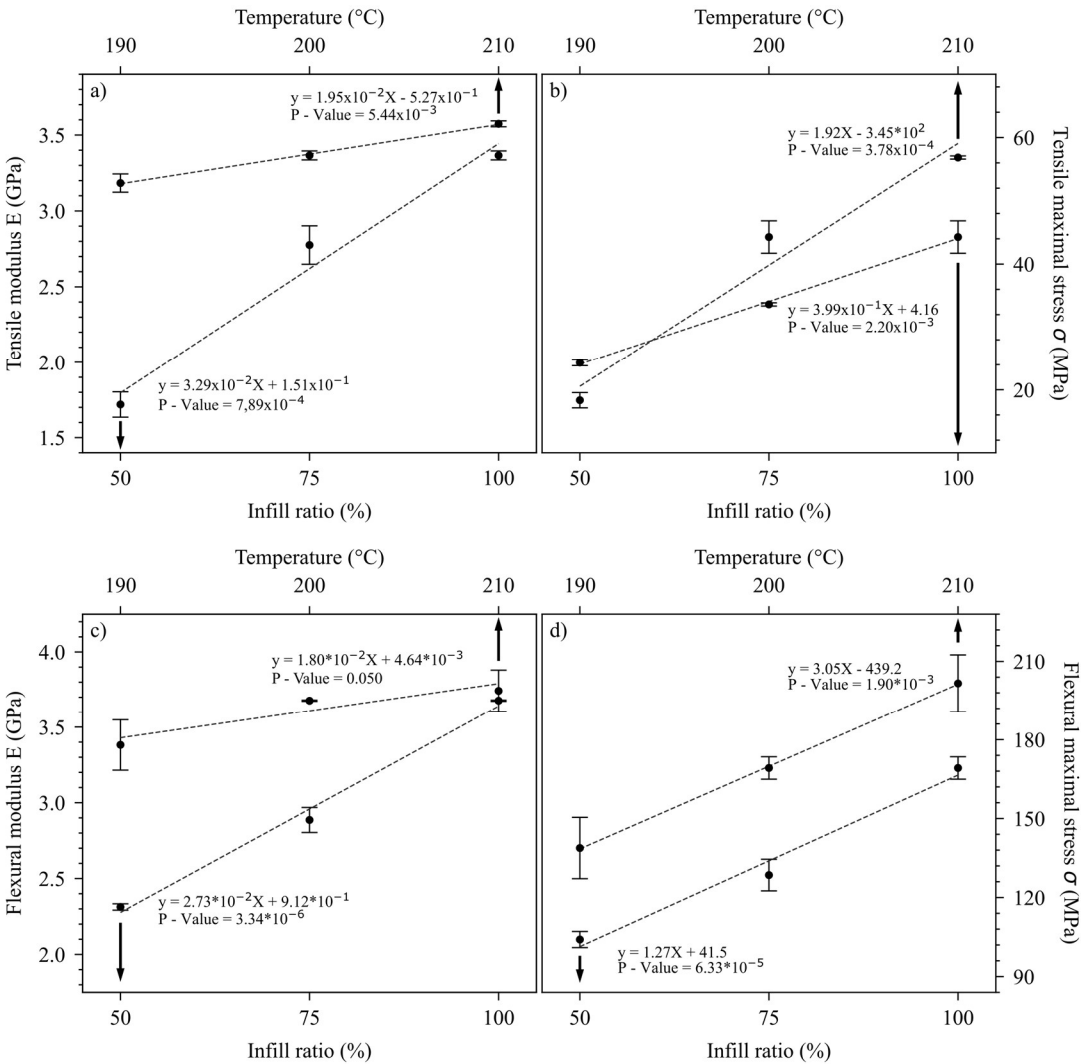 Temperature (°C)
190 200 210
a)
y = 1.95x10⁻²X - 5.27x10⁻¹
P - Value = 5.44x10⁻³
3.5
3.0
2.5
2.0
1.5
Tensile modulus E (GPa)
y = 3.29x10⁻²X + 1.51x10⁻¹
P - Value = 7,89x10⁻⁴
50 75 100
Infill ratio (%)
Temperature (°C)
190 200 210
b)
y = 1.92X - 3.45*10²
P - Value = 3.78x10⁻⁴
60
40
20
Tensile maximal stress σ (MPa)
y = 3.99x10⁻¹X + 4.16
P - Value = 2.20x10⁻³
50 75 100
Infill ratio (%)
Temperature (°C)
190 200 210
c)
y = 1.80*10⁻²X + 4.64*10⁻³
P - Value = 0.050
4.0
3.5
3.0
2.5
2.0
Flexural modulus E (GPa)
y = 2.73*10⁻²X + 9.12*10⁻¹
P - Value = 3.34*10⁻⁶
50 75 100
Infill ratio (%)
Temperature (°C)
190 200 210
d)
y = 3.05X - 439.2
P - Value = 1.90*10⁻³
210
180
150
120
90
Flexural maximal stress σ (MPa)
y = 1.27X + 41.5
P - Value = 6.33*10⁻⁵
50 75 100
Infill ratio (%)